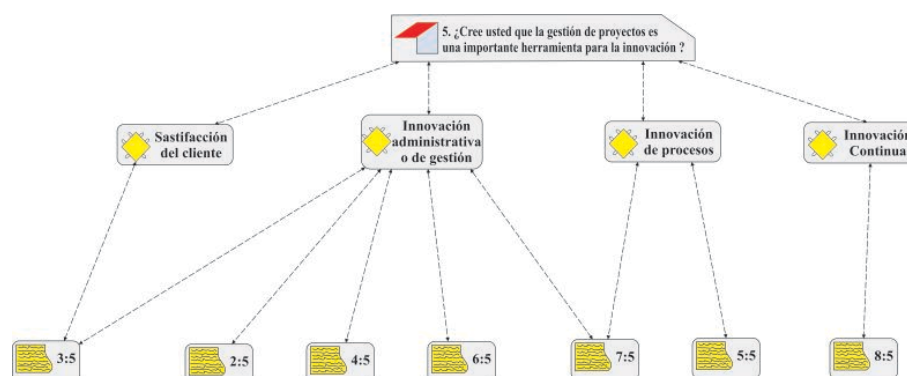 5. ¿Cree usted que la gestión de proyectos es
una importante herramienta para la innovación ?
Sastifacción
del cliente
Innovación
administrativa
o de gestión
Innovación
de procesos
Innovación
Continua
3:5
2:5
4:5
6:5
7:5
5:5
8:5